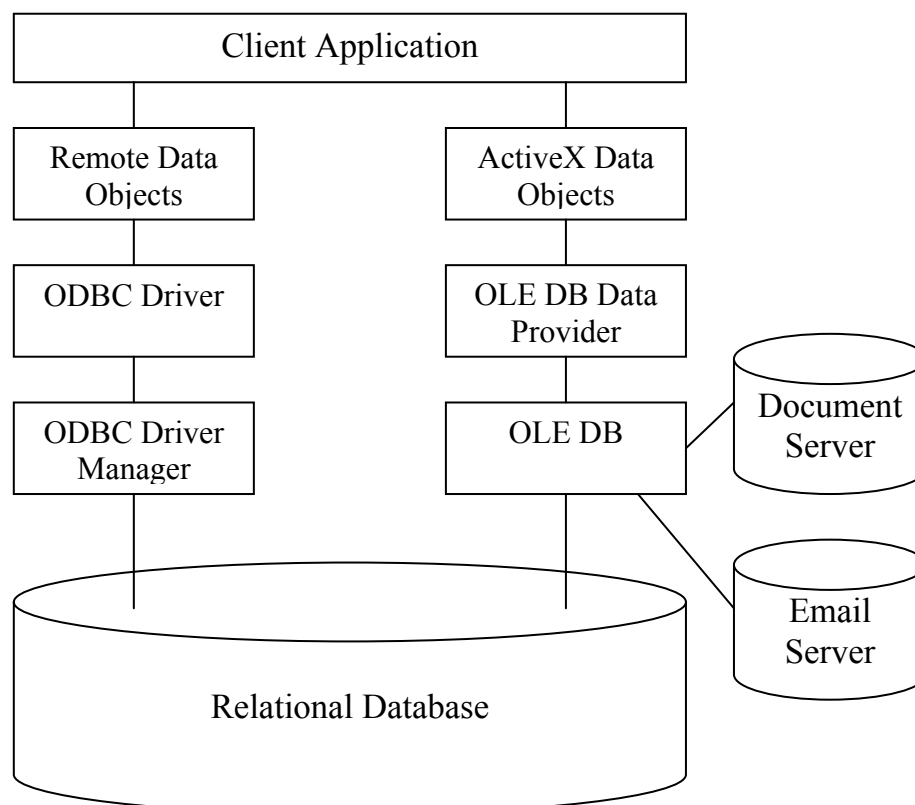 Client Application
Remote Data
Objects
ActiveX Data
Objects
ODBC Driver
OLE DB Data
Provider
ODBC Driver
Manager
OLE DB
Document
Server
Email
Server
Relational Database